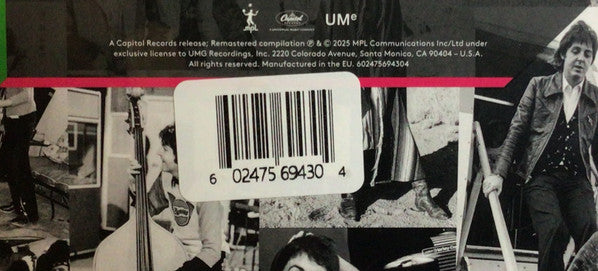 Capitol
UMe
A Capitol Records release; Remastered compilation ℗ & © 2025 MPL Communications Inc/Ltd under
exclusive license to UMG Recordings, Inc. 2220 Colorado Avenue, Santa Monica, CA 90404 – U.S.A.
All rights reserved. Manufactured in the EU. 602475694304
6 02475 69430 4